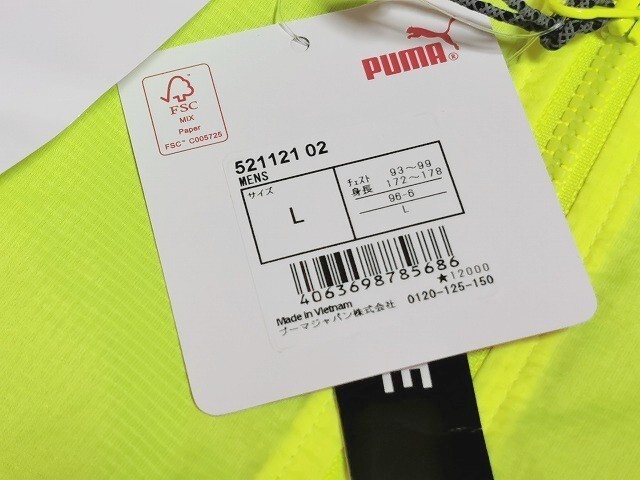 PUMA®
FSC
MIX
Paper
FSC™ C005725
521121 02
MENS
サイズ
L
チェスト 93～99
身長 172～178
96-6
L
4063698785686
★12000
Made in Vietnam
プーマジャパン株式会社 0120-125-150